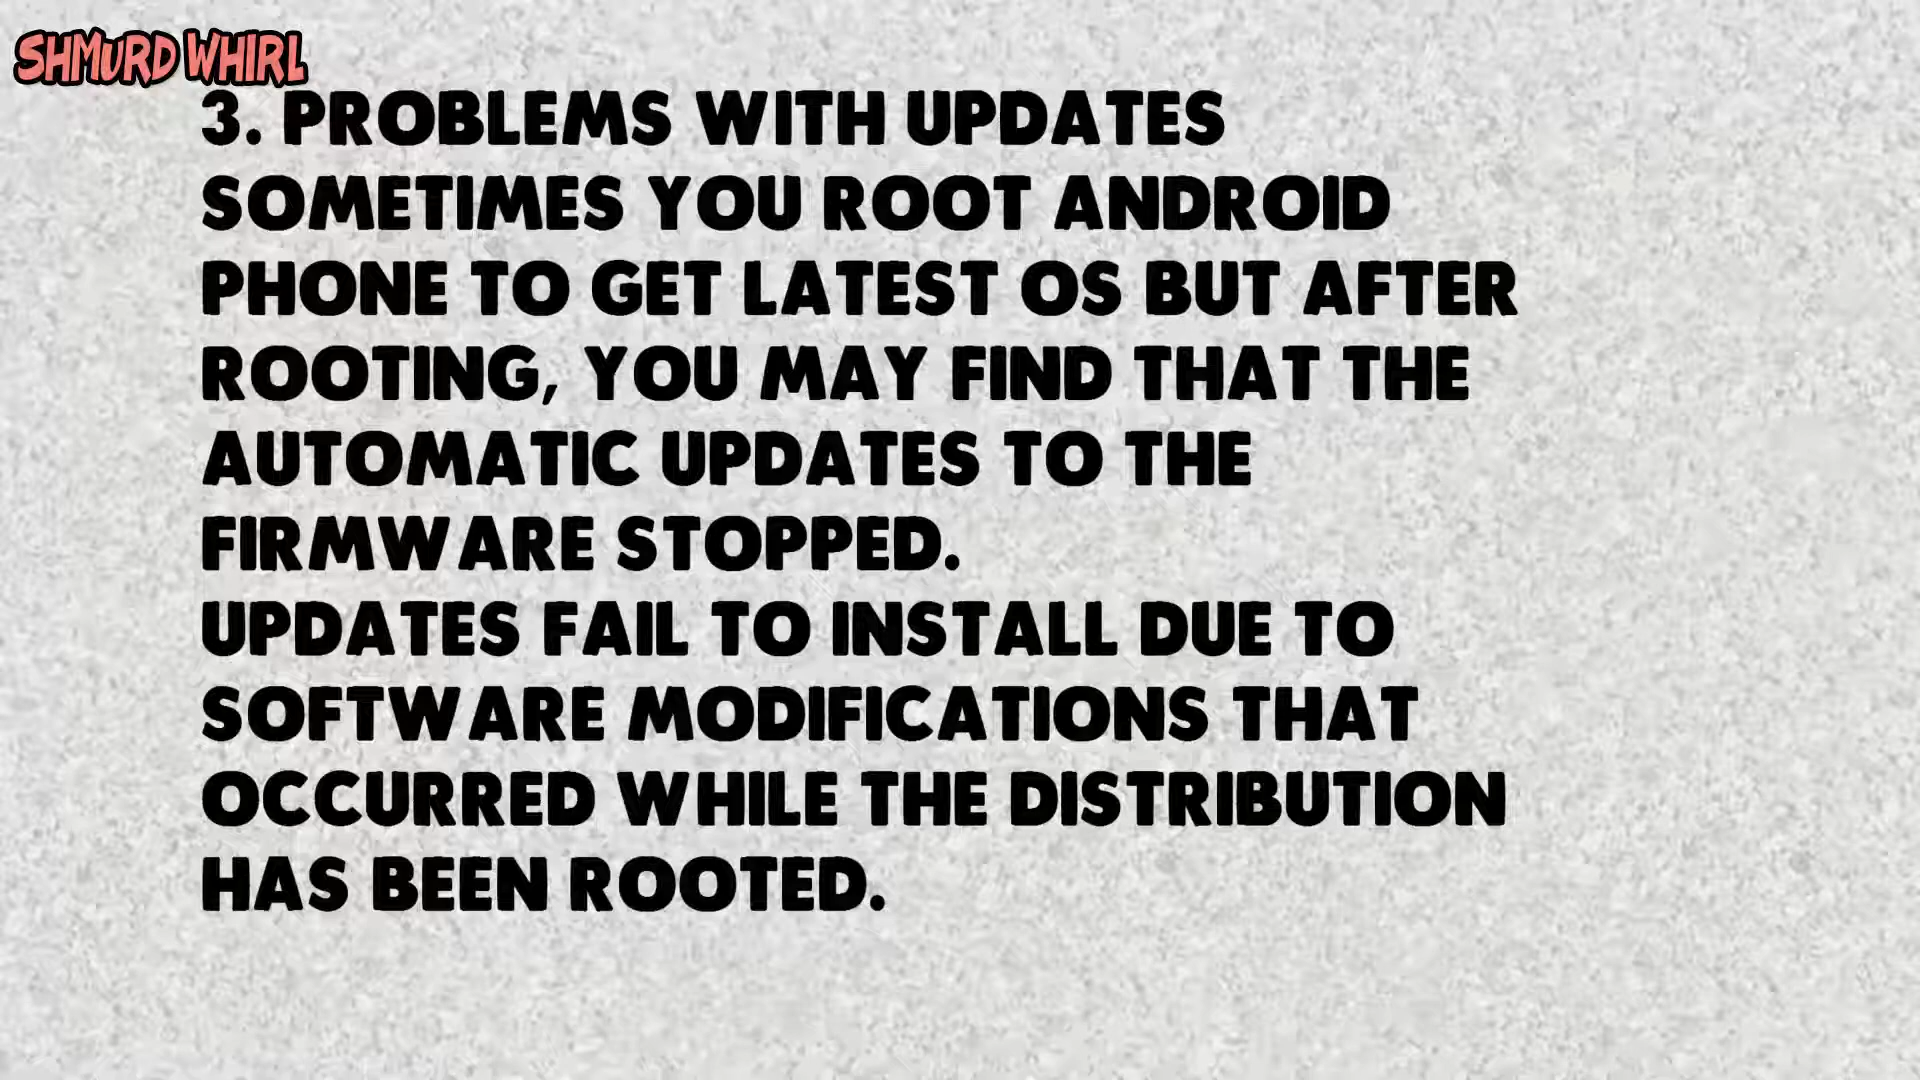 SHMURD WHIRL
3. PROBLEMS WITH UPDATES
SOMETIMES YOU ROOT ANDROID
PHONE TO GET LATEST OS BUT AFTER
ROOTING, YOU MAY FIND THAT THE
AUTOMATIC UPDATES TO THE
FIRMWARE STOPPED.
UPDATES FAIL TO INSTALL DUE TO
SOFTWARE MODIFICATIONS THAT
OCCURRED WHILE THE DISTRIBUTION
HAS BEEN ROOTED.